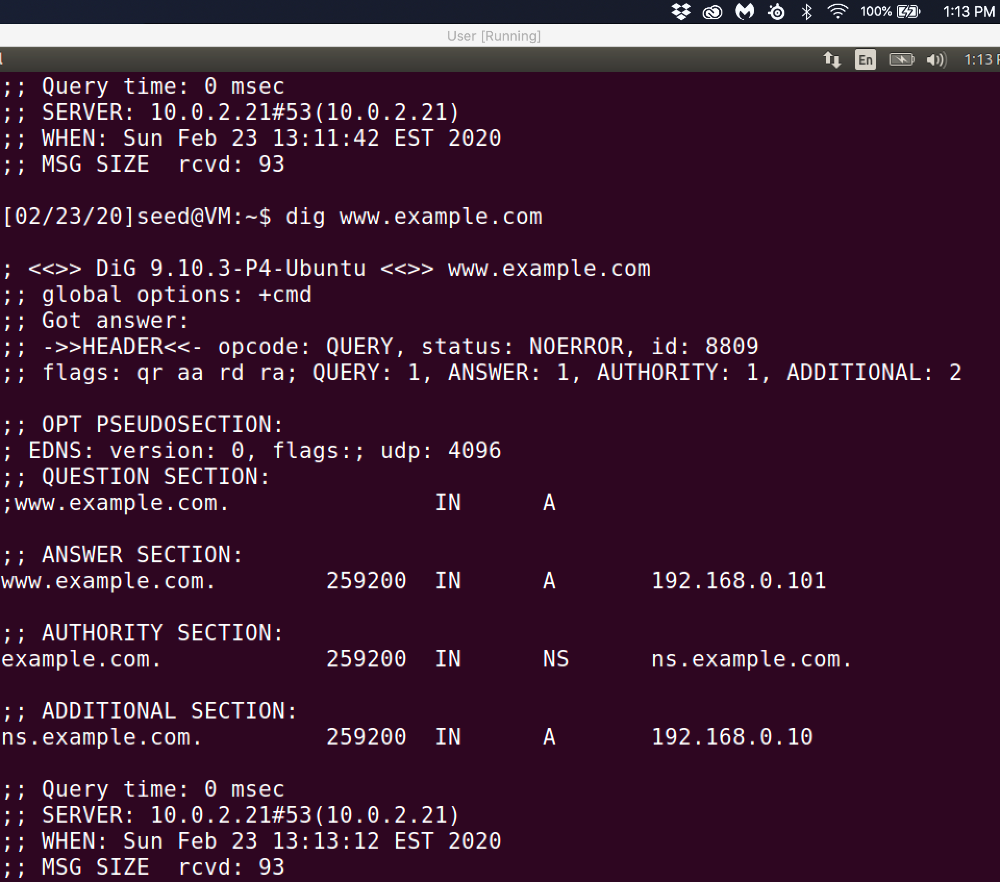 100% 1:13 PM
User [Running]
En 1:13
;; Query time: 0 msec
;; SERVER: 10.0.2.21#53(10.0.2.21)
;; WHEN: Sun Feb 23 13:11:42 EST 2020
;; MSG SIZE  rcvd: 93
[02/23/20]seed@VM:~$ dig www.example.com
; <<>> DiG 9.10.3-P4-Ubuntu <<>> www.example.com
;; global options: +cmd
;; Got answer:
;; ->>HEADER<<- opcode: QUERY, status: NOERROR, id: 8809
;; flags: qr aa rd ra; QUERY: 1, ANSWER: 1, AUTHORITY: 1, ADDITIONAL: 2
;; OPT PSEUDOSECTION:
; EDNS: version: 0, flags:; udp: 4096
;; QUESTION SECTION:
;www.example.com. IN A
;; ANSWER SECTION:
www.example.com. 259200 IN A 192.168.0.101
;; AUTHORITY SECTION:
example.com. 259200 IN NS ns.example.com.
;; ADDITIONAL SECTION:
ns.example.com. 259200 IN A 192.168.0.10
;; Query time: 0 msec
;; SERVER: 10.0.2.21#53(10.0.2.21)
;; WHEN: Sun Feb 23 13:13:12 EST 2020
;; MSG SIZE  rcvd: 93